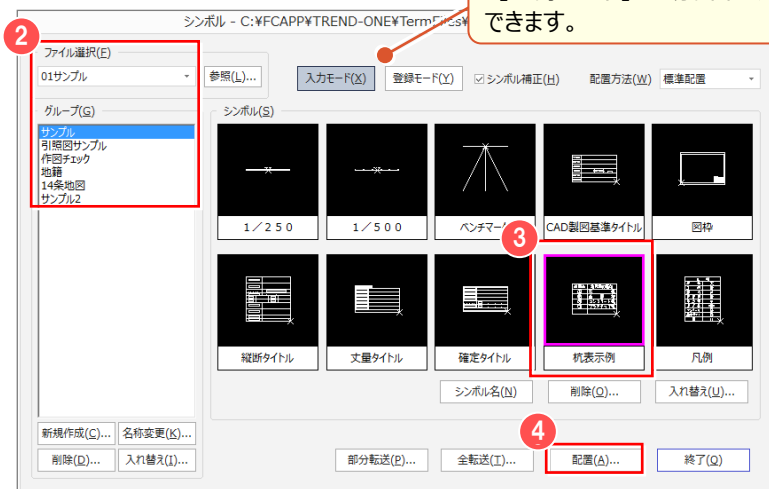 できます。
シンボル - C:¥FCAPP¥TREND-ONE¥TermFiles¥
2
ファイル選択(F)
01サンプル
参照(L)...
入力モード(X)
登録モード(Y)
シンボル補正(H)
配置方法(W)
標準配置
グループ(G)
サンプル
引照図サンプル
作図チェック
地籍
14条地図
サンプル2
シンボル(S)
1/250
1/500
ベンチマー
CAD製図基準タイトル
図枠
3
縦断タイトル
丈量タイトル
確定タイトル
杭表示例
凡例
シンボル名(N)
削除(O)...
入れ替え(U)...
新規作成(C)...
名称変更(K)...
削除(D)...
入れ替え(I)...
4
部分転送(P)...
全転送(T)...
配置(A)...
終了(Q)